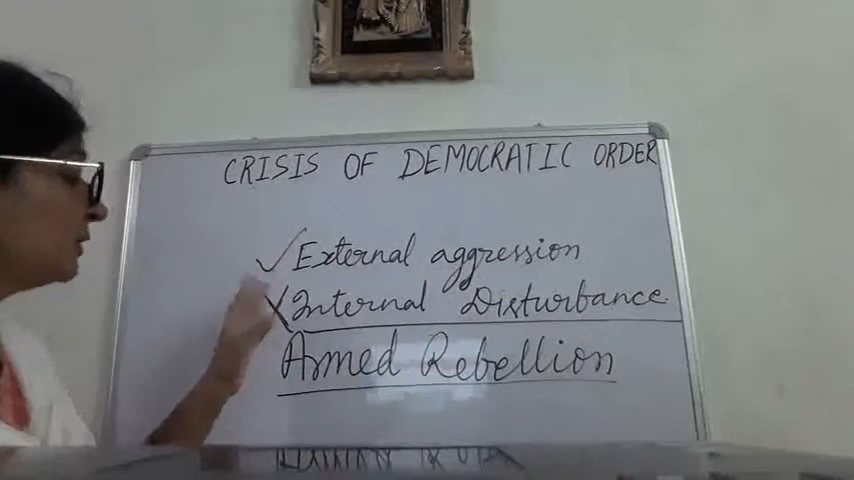 CRISIS OF DEMOCRATIC ORDER
✓ External aggression
✗ Internal Disturbance
Armed Rebellion